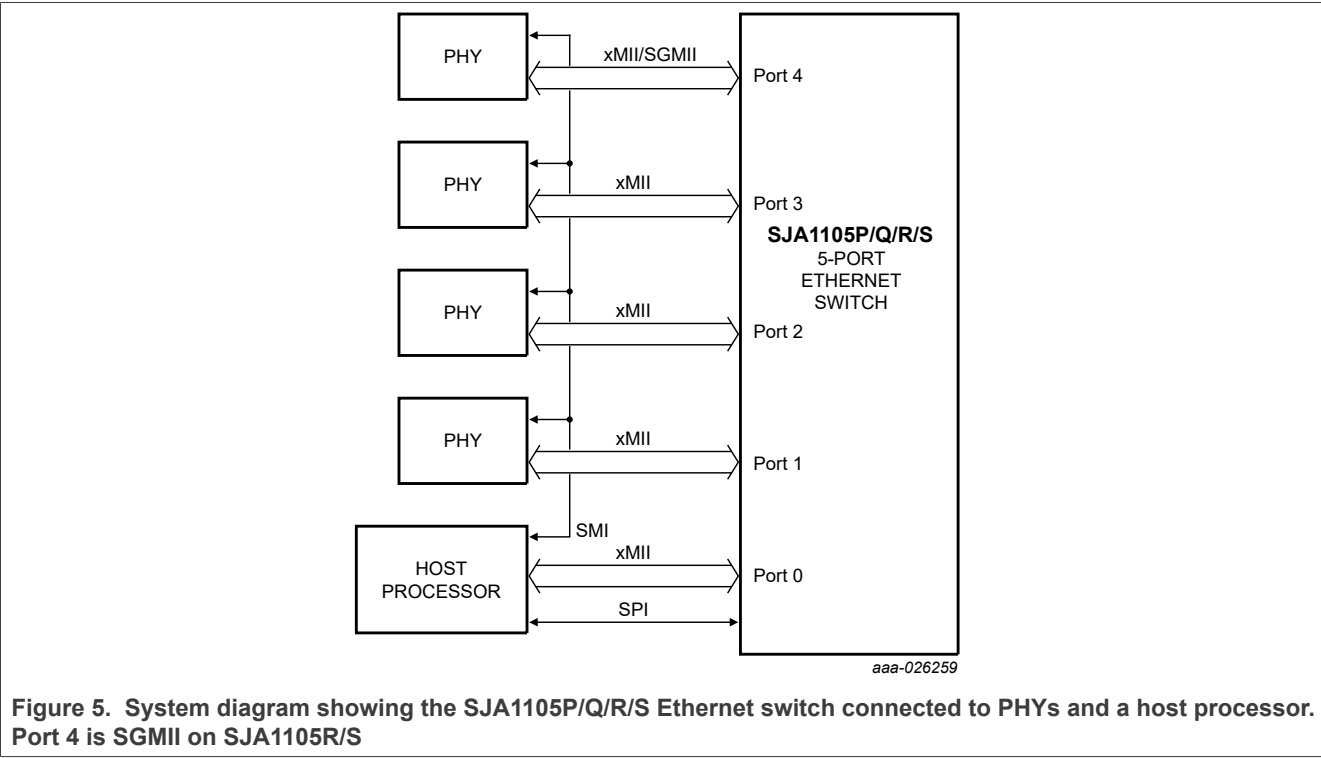 PHY
xMII/SGMII
Port 4
PHY
xMII
Port 3
SJA1105P/Q/R/S
5-PORT
ETHERNET
SWITCH
PHY
xMII
Port 2
PHY
xMII
Port 1
SMI
HOST
PROCESSOR
xMII
Port 0
SPI
aaa-026259
Figure 5. System diagram showing the SJA1105P/Q/R/S Ethernet switch connected to PHYs and a host processor.
Port 4 is SGMII on SJA1105R/S